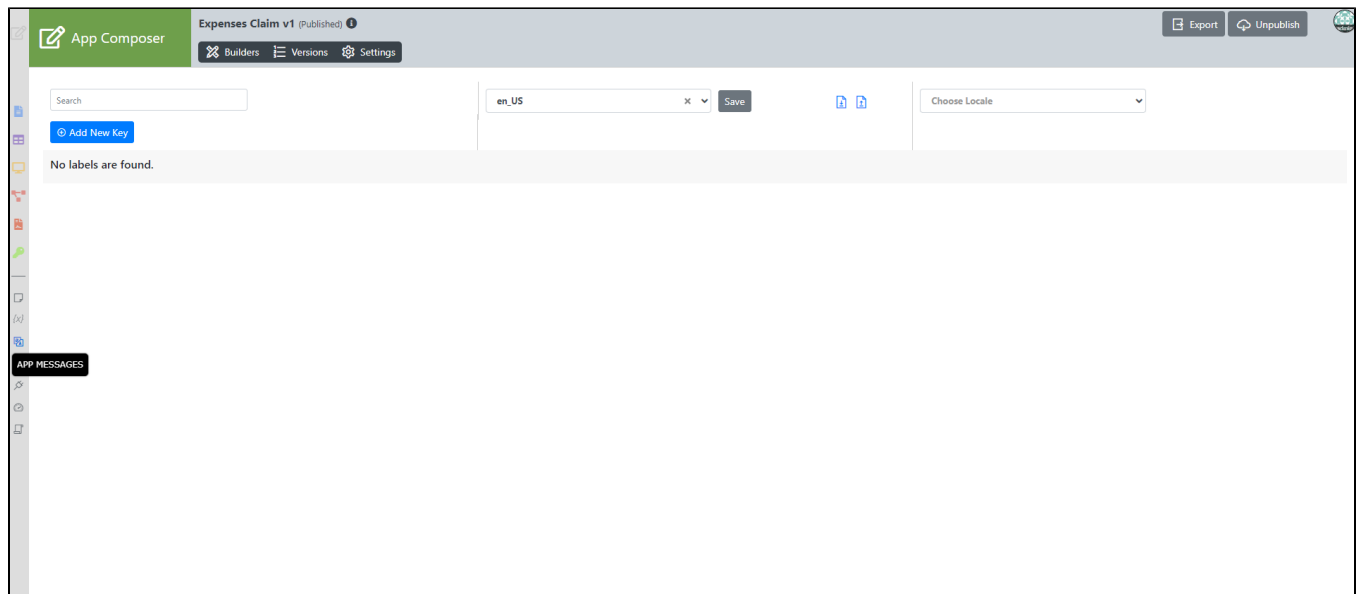 App Composer
Expenses Claim v1 (Published)
Builders Versions Settings
Export Unpublish
admin
Search
en_US
Save
Choose Locale
Add New Key
No labels are found.
{x}
APP MESSAGES